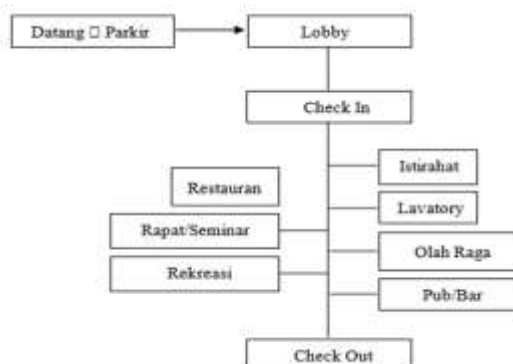 Datang □ Parkir
Lobby
Check In
Istirahat
Restauran
Lavatory
Rapat/Seminar
Olah Raga
Rekreasi
Pub/Bar
Check Out